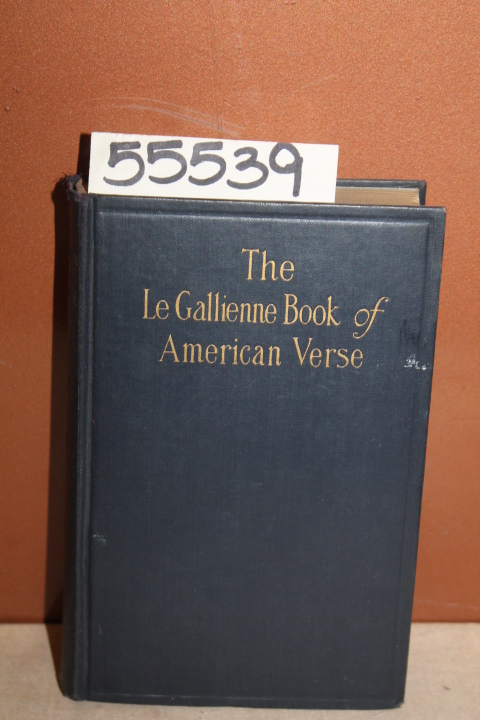 55539
The
Le Gallienne Book of
American Verse